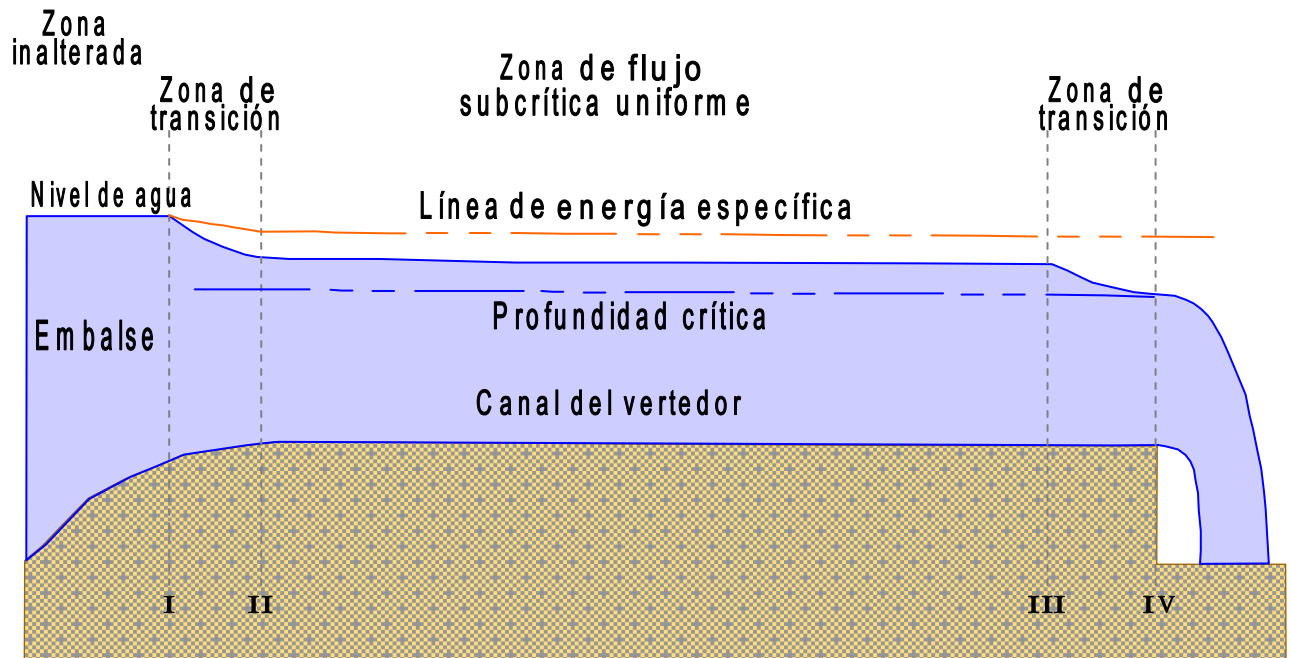 Zona
inalterada
Zona de
transición
Zona de flujo
subcrítica uniforme
Zona de
transición
Nivel de agua
Línea de energía específica
Profundidad crítica
Embalse
Canal del vertedor
I II III IV